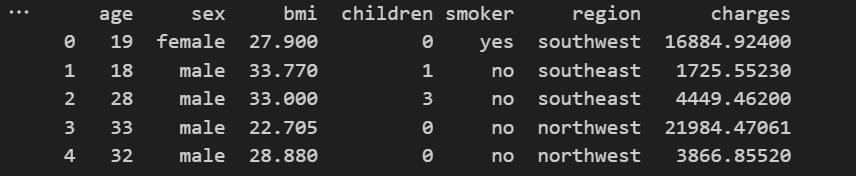 ... age sex bmi children smoker region charges
0 19 female 27.900 0 yes southwest 16884.92400
1 18 male 33.770 1 no southeast 1725.55230
2 28 male 33.000 3 no southeast 4449.46200
3 33 male 22.705 0 no northwest 21984.47061
4 32 male 28.880 0 no northwest 3866.85520